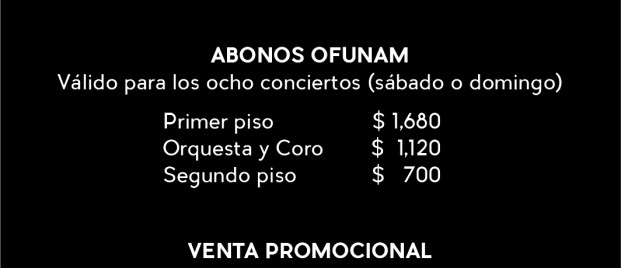 ABONOS OFUNAM
Válido para los ocho conciertos (sábado o domingo)
Primer piso $ 1,680
Orquesta y Coro $ 1,120
Segundo piso $ 700
VENTA PROMOCIONAL